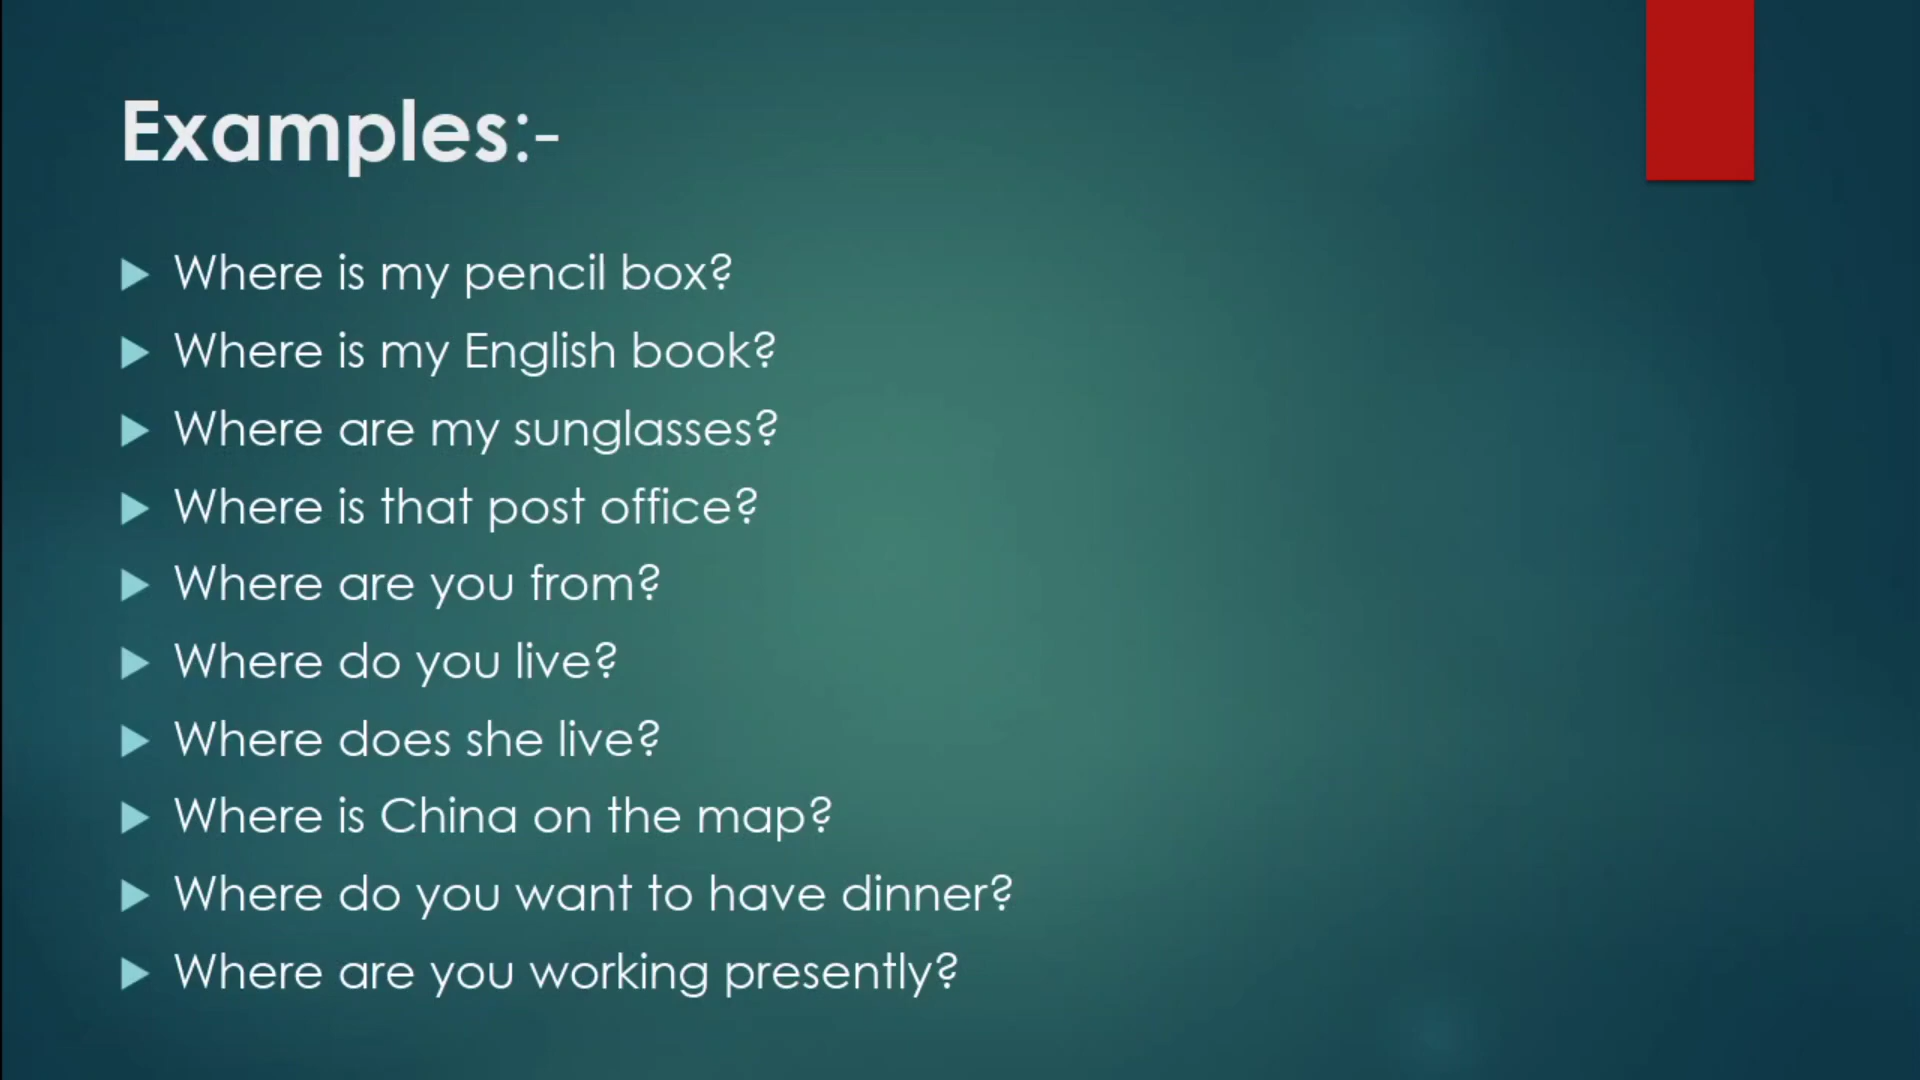 Examples:-
Where is my pencil box?
Where is my English book?
Where are my sunglasses?
Where is that post office?
Where are you from?
Where do you live?
Where does she live?
Where is China on the map?
Where do you want to have dinner?
Where are you working presently?